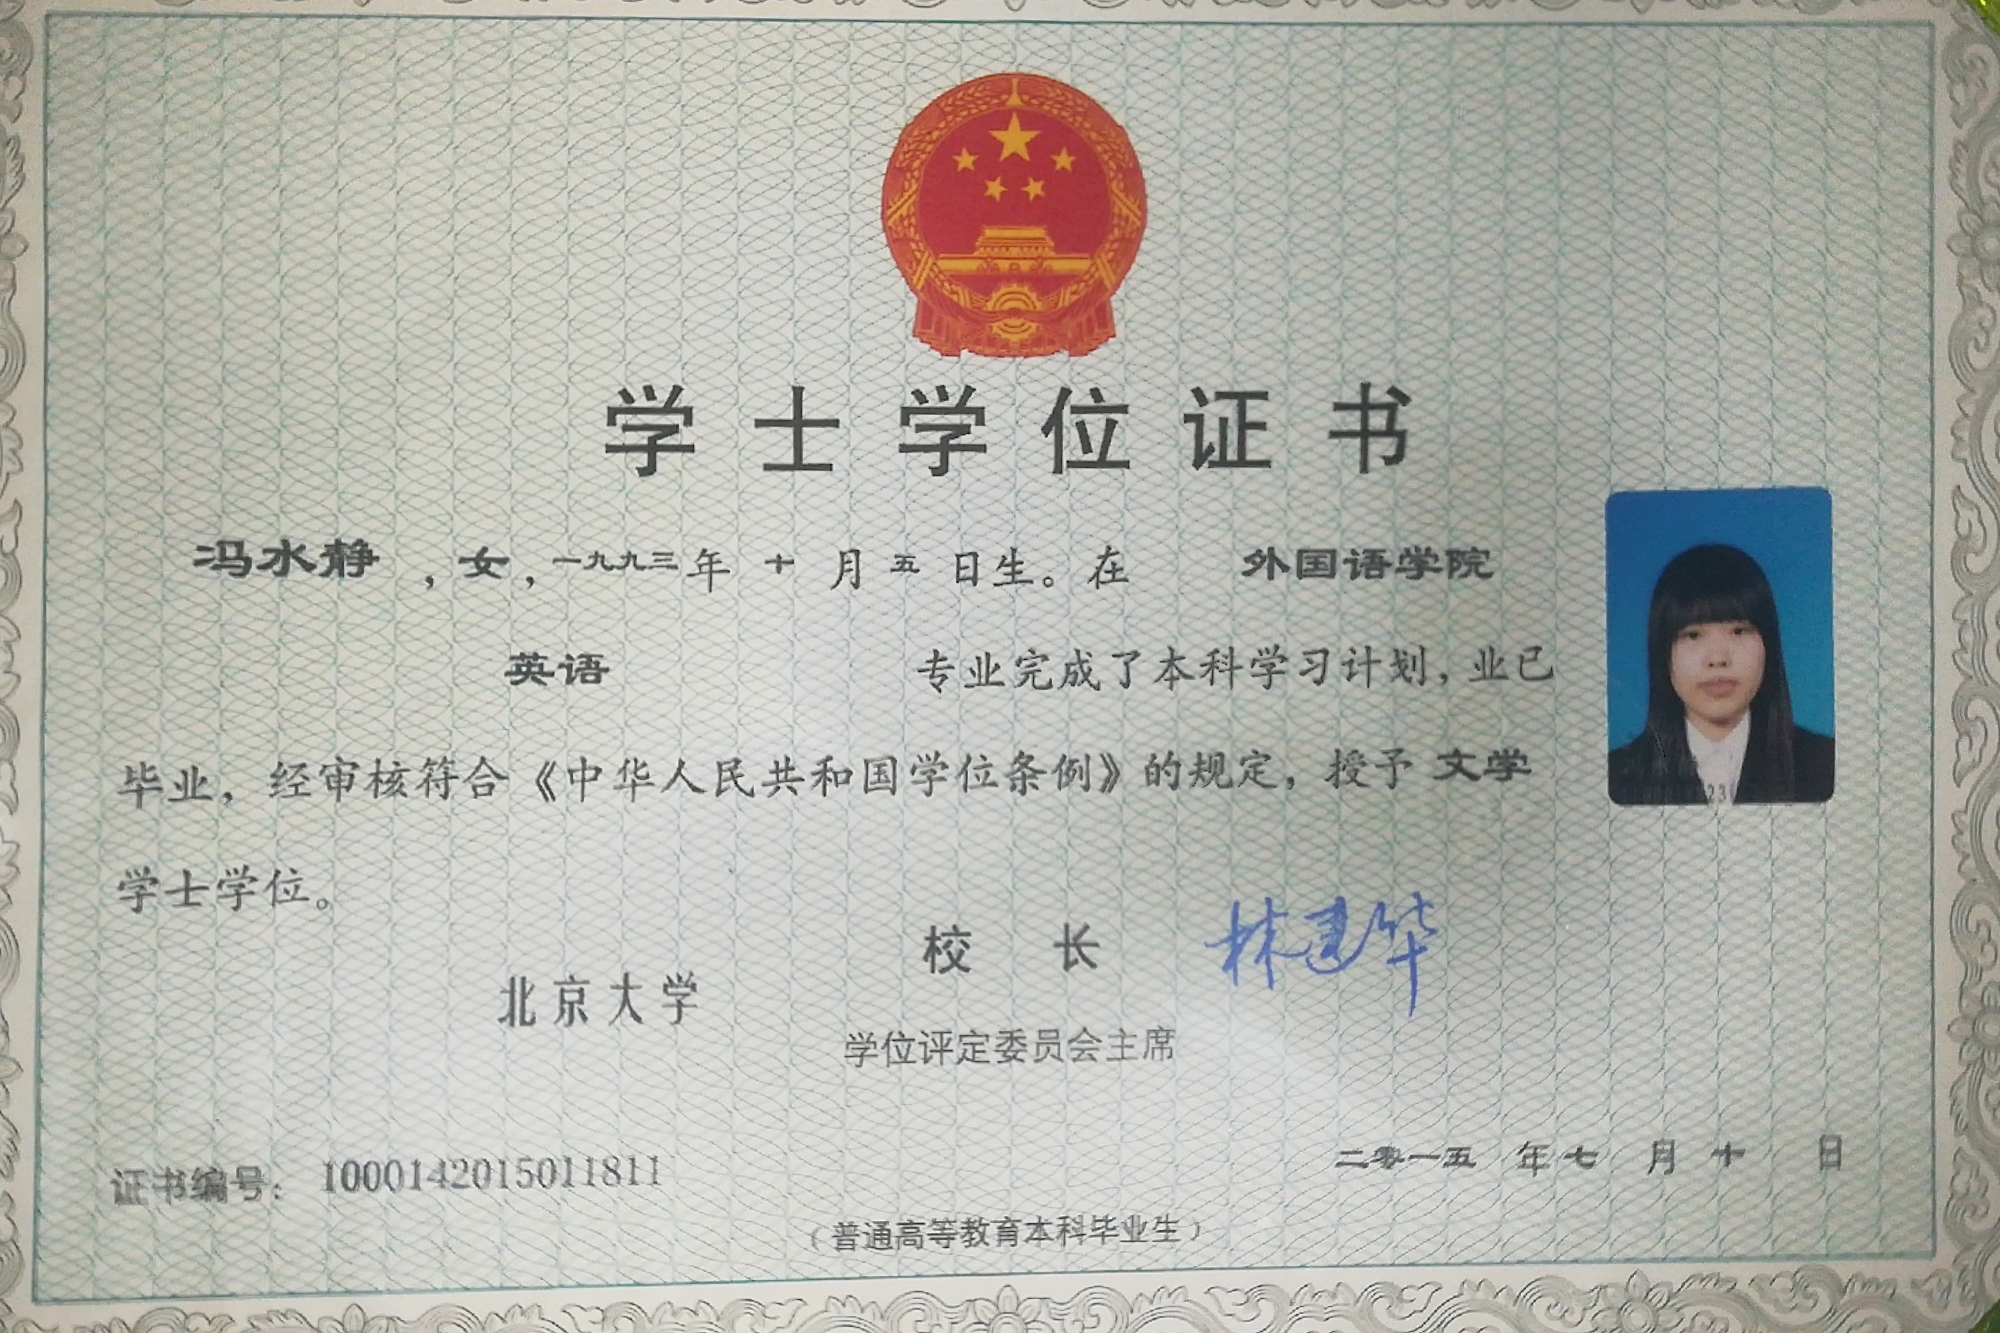 学士学位证书
冯水静，女，一九九三年十月五日生。在 外国语学院
英语 专业完成了本科学习计划，业已
毕业，经审核符合《中华人民共和国学位条例》的规定，授予 文学
学士学位。
北京大学
校长 林建华
学位评定委员会主席
证书编号：1000142015011811
二零一五年七月十日
（普通高等教育本科毕业生）